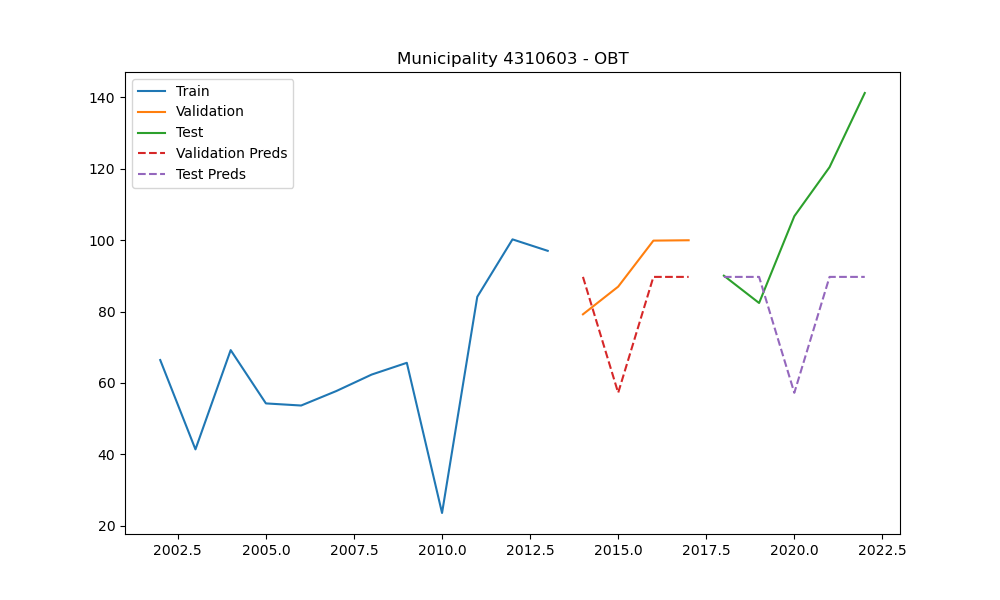 Municipality 4310603 - OBT
Train
Validation
Test
Validation Preds
Test Preds
140
120
100
80
60
40
20
2002.5 2005.0 2007.5 2010.0 2012.5 2015.0 2017.5 2020.0 2022.5